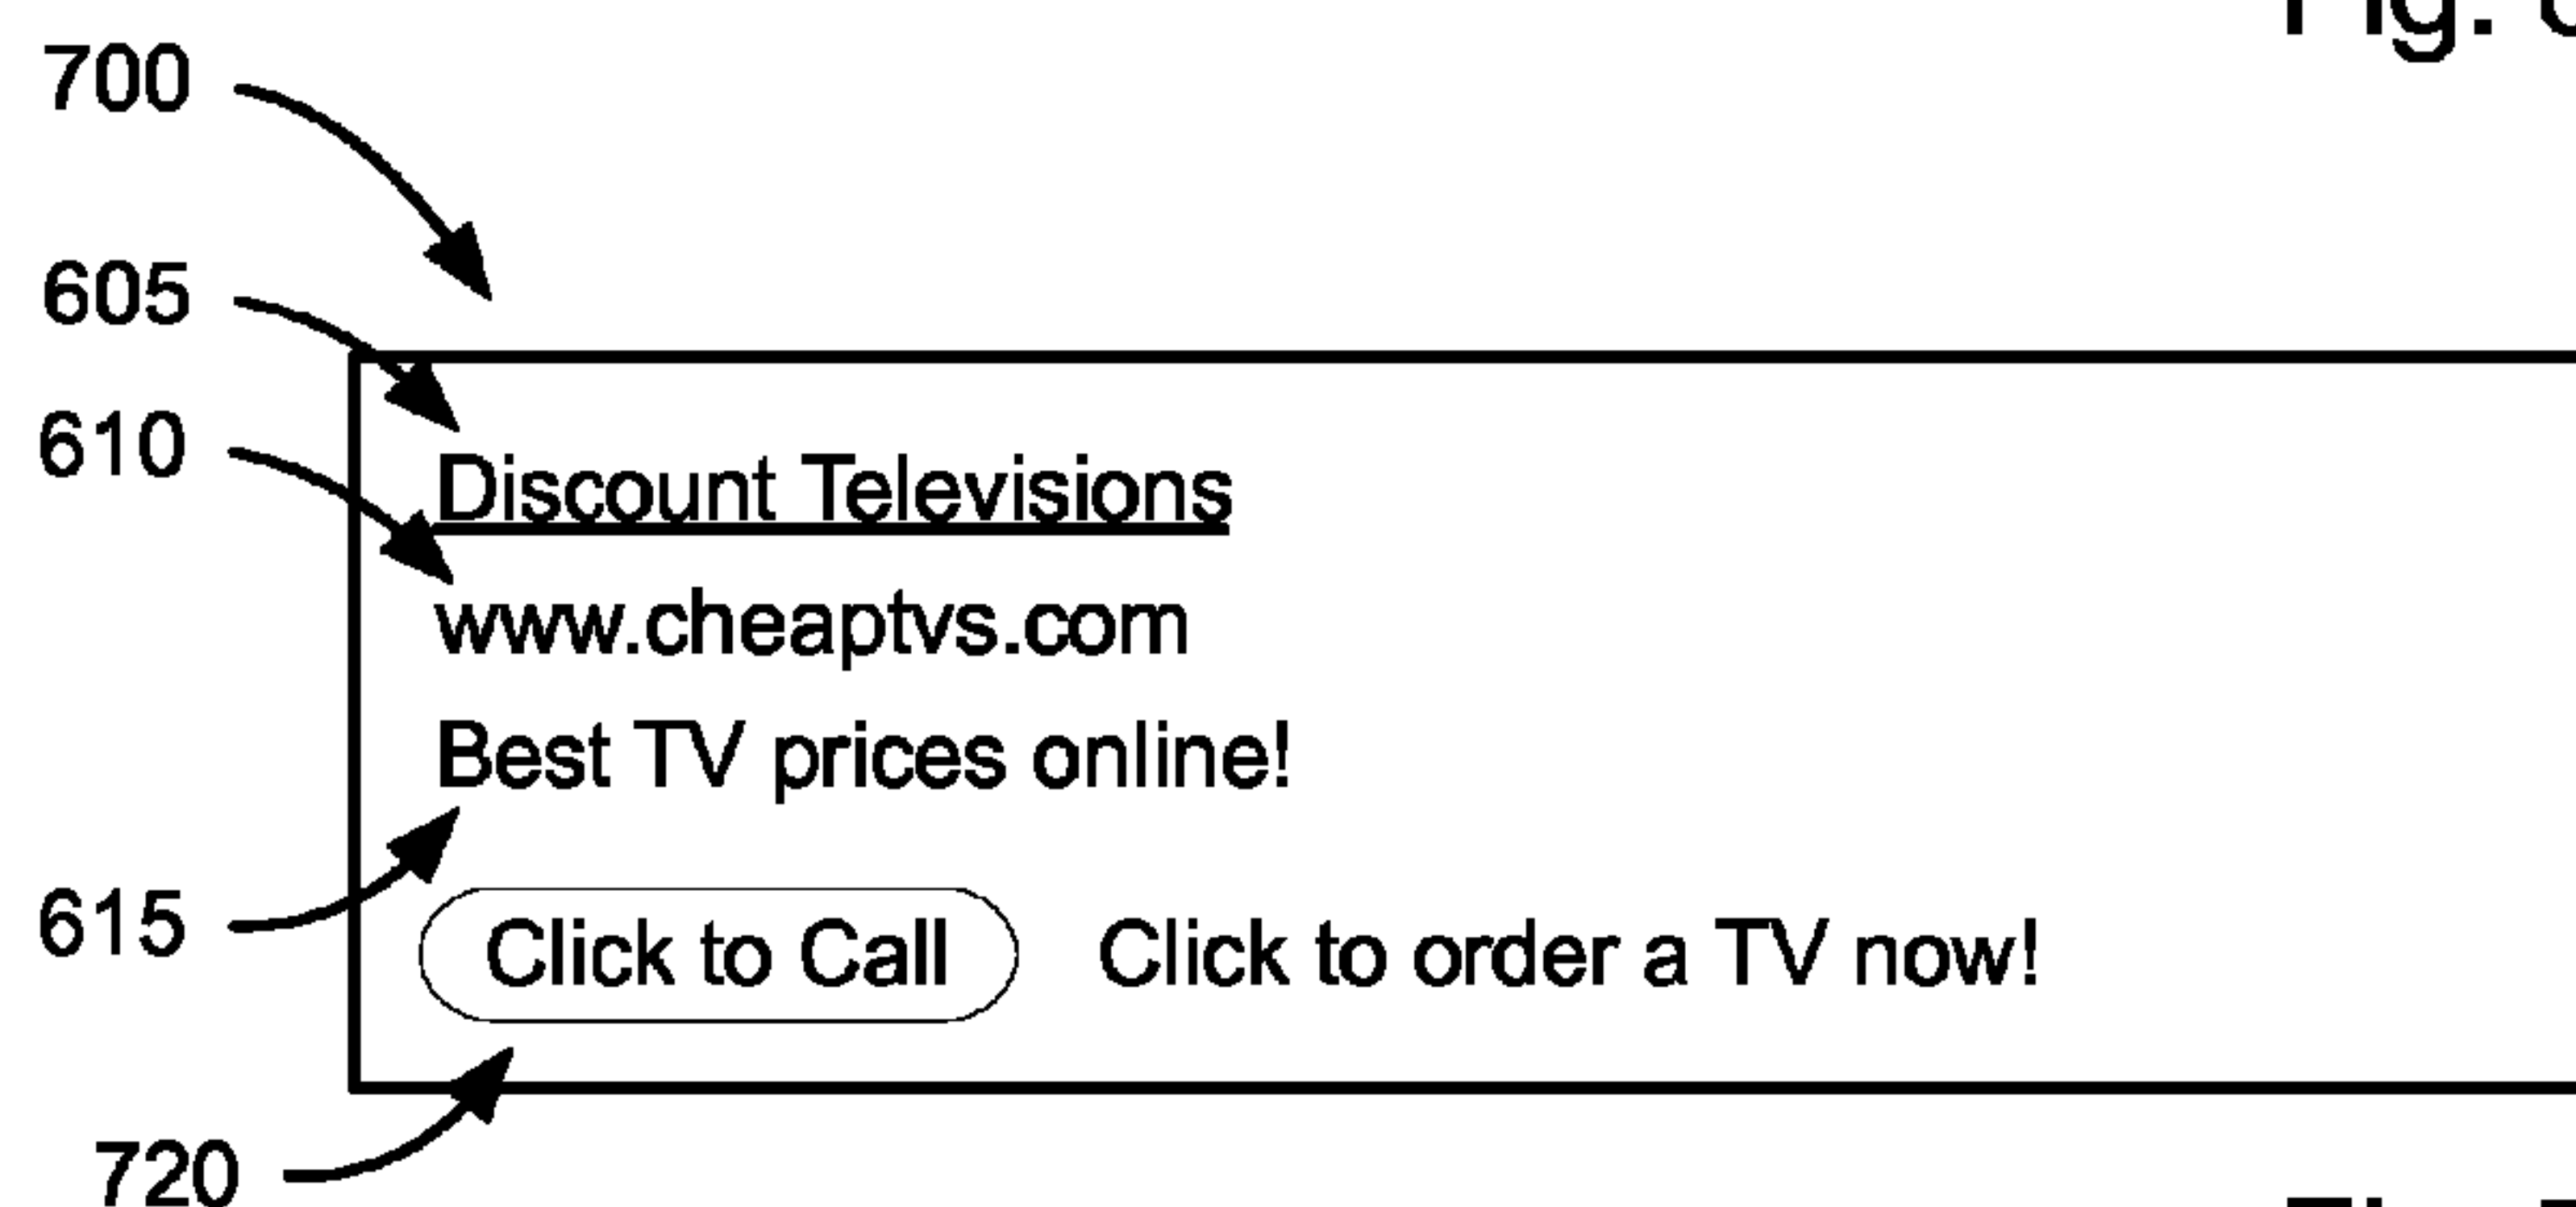 Fig.
700
605
610
Discount Televisions
www.cheaptvs.com
Best TV prices online!
615
Click to Call Click to order a TV now!
720